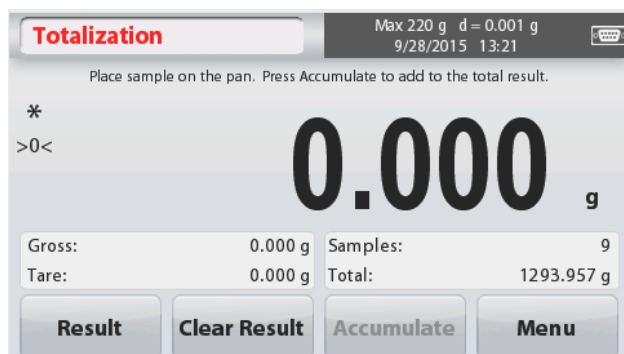 Totalization
Max 220 g d = 0.001 g
9/28/2015 13:21
Place sample on the pan. Press Accumulate to add to the total result.
*
>0<
0.000 g
Gross: 0.000 g Samples: 9
Tare: 0.000 g Total: 1293.957 g
Result Clear Result Accumulate Menu